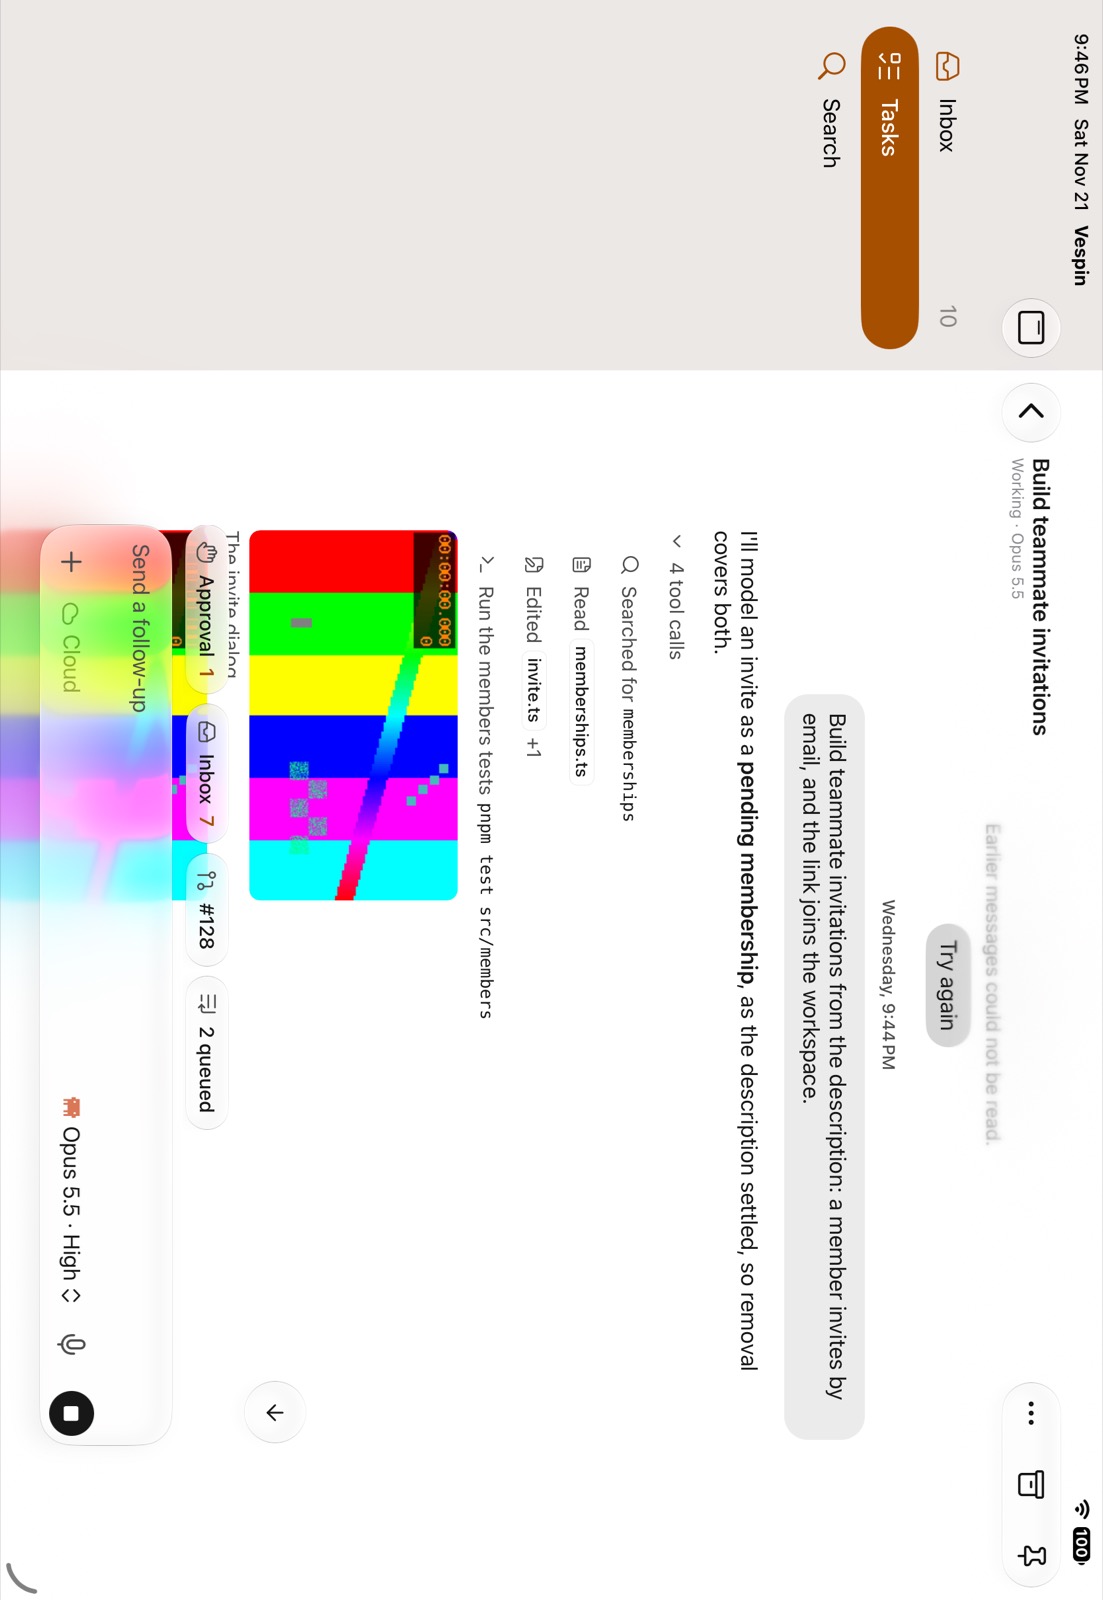 9:46 PM Sat Nov 21 Vespin
100
Inbox 10
Tasks
Search
Build teammate invitations
Working · Opus 5.5
Earlier messages could not be read.
Try again
Wednesday, 9:44 PM
Build teammate invitations from the description: a member invites by
email, and the link joins the workspace.
I'll model an invite as a pending membership, as the description settled, so removal
covers both.
4 tool calls
Searched for memberships
Read memberships.ts
Edited invite.ts +1
Run the members tests pnpm test src/members
00:00:00.000
0
The invite dialog
Approval 1
Inbox 7
#128
2 queued
0
Send a follow-up
Cloud
Opus 5.5 · High